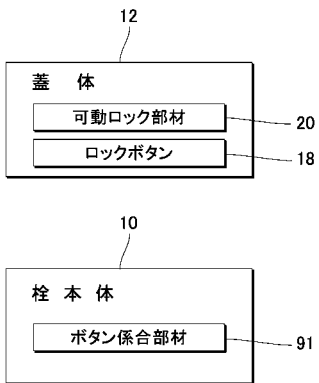 12
蓋 体
可動ロック部材
20
ロックボタン
18
10
栓 本 体
ボタン係合部材
91